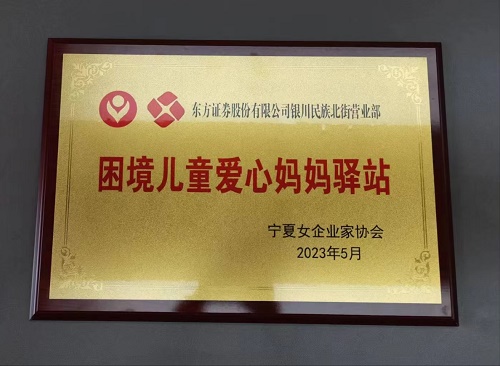 东方证券股份有限公司银川民族北街营业部
困境儿童爱心妈妈驿站
宁夏女企业家协会
2023年5月